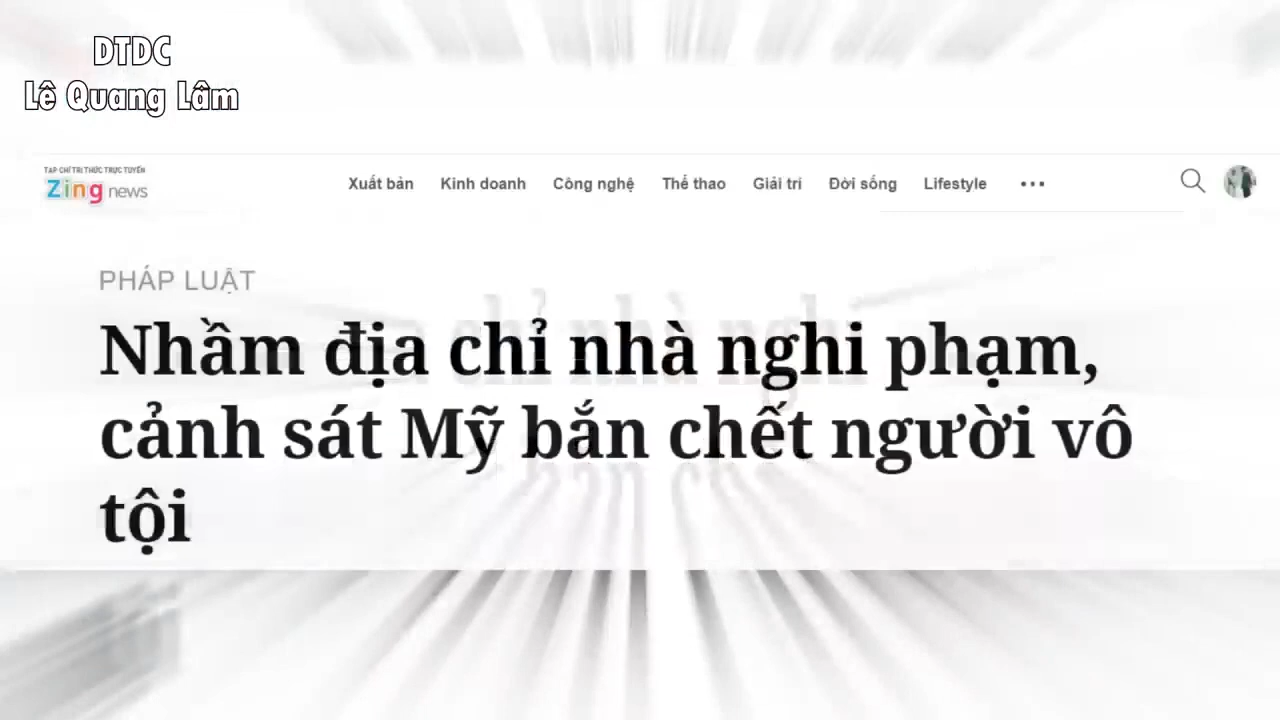 DTDC
Lê Quang Lâm
TẠP CHÍ TRI THỨC TRỰC TUYẾN
Zing news
Xuất bản Kinh doanh Công nghệ Thể thao Giải trí Đời sống Lifestyle •••
PHÁP LUẬT
Nhầm địa chỉ nhà nghi phạm,
cảnh sát Mỹ bắn chết người vô
tội